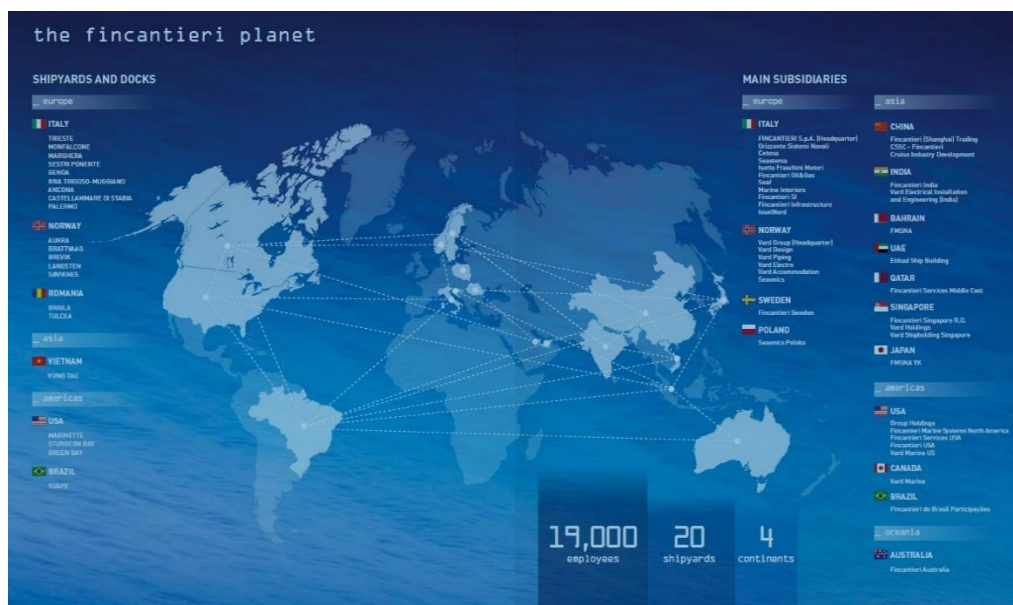 the fincantieri planet
SHIPYARDS AND DOCKS
_ europe
ITALY
TRIESTE
MONFALCONE
MARGHERA
SESTRI PONENTE
GENOA
RIVA TRIGOSO-MUGGIANO
ANCONA
CASTELLAMMARE DI STABIA
PALERMO
NORWAY
AUKRA
BRATTVAAG
BREVIK
LANGSTEN
SØVIKNES
ROMANIA
BRAILA
TULCEA
_ asia
VIETNAM
VUNG TAU
_ americas
USA
MARINETTE
STURGEON BAY
GREEN BAY
BRAZIL
SUAPE
MAIN SUBSIDIARIES
_ europe
ITALY
FINCANTIERI S.p.A. (Headquarter)
Orizzonte Sistemi Navali
Cetena
Seastema
Isotta Fraschini Motori
Fincantieri Oil&Gas
Seaf
Marine Interiors
Fincantieri SI
Fincantieri Infrastructure
IsselNord
NORWAY
Vard Group (Headquarter)
Vard Design
Vard Piping
Vard Electro
Vard Accommodation
Seaonics
SWEDEN
Fincantieri Sweden
POLAND
Seaonics Polska
_ asia
CHINA
Fincantieri (Shanghai) Trading
CSSC - Fincantieri
Cruise Industry Development
INDIA
Fincantieri India
Vard Electrical Installation
and Engineering (India)
BAHRAIN
FMSNA
UAE
Etihad Ship Building
QATAR
Fincantieri Services Middle East
SINGAPORE
Fincantieri Singapore R.O.
Vard Holdings
Vard Shipholding Singapore
JAPAN
FMSNA YK
_ americas
USA
Group Holdings
Fincantieri Marine Systems North America
Fincantieri Services USA
Fincantieri USA
Vard Marine US
CANADA
Vard Marine
BRAZIL
Fincantieri do Brasil Participações
_ oceania
AUSTRALIA
Fincantieri Australia
19,000
employees
20
shipyards
4
continents